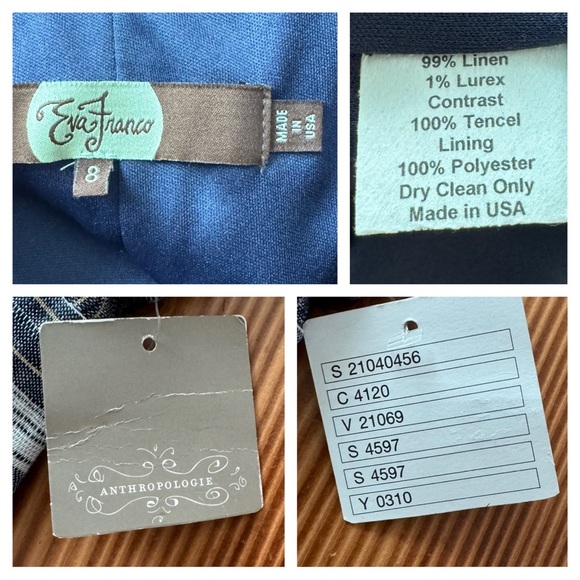 Eva Franco
MADE
IN
USA
8
99% Linen
1% Lurex
Contrast
100% Tencel
Lining
100% Polyester
Dry Clean Only
Made in USA
ANTHROPOLOGIE
S 21040456
C 4120
V 21069
S 4597
S 4597
Y 0310